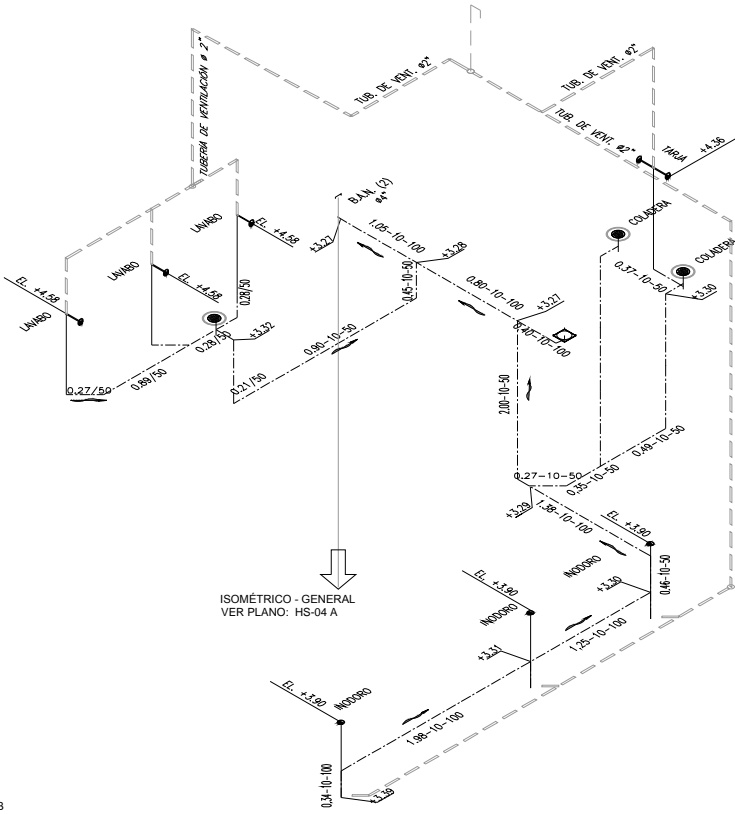 TUBERIA DE VENTILACIÓN ø 2"
TUB. DE VENT. ø2"
TUB. DE VENT. ø2"
TUB. DE VENT. ø2"
TARJA
+4.36
B.A.N. (2)
ø4"
LAVABO
EL. +4.58
+3.27
1.05-10-100
+3.28
COLADERA
COLADERA
LAVABO
EL. +4.58
0.28/50
0.45-10-50
0.80-10-100
0.37-10-50
+3.30
EL. +4.58
LAVABO
+3.27
0.40-10-100
0.28/50
+3.32
0.90-10-50
0.89/50
0.27/50
0.21/50
2.00-10-50
0.49-10-50
0.27-10-50
0.35-10-50
+3.29
1.38-10-100
EL. +3.90
INODORO
0.46-10-50
ISOMÉTRICO - GENERAL
VER PLANO: HS-04 A
EL. +3.90
INODORO
+3.30
+3.31
1.25-10-100
EL. +3.90
INODORO
1.98-10-100
0.34-10-100
+3.39